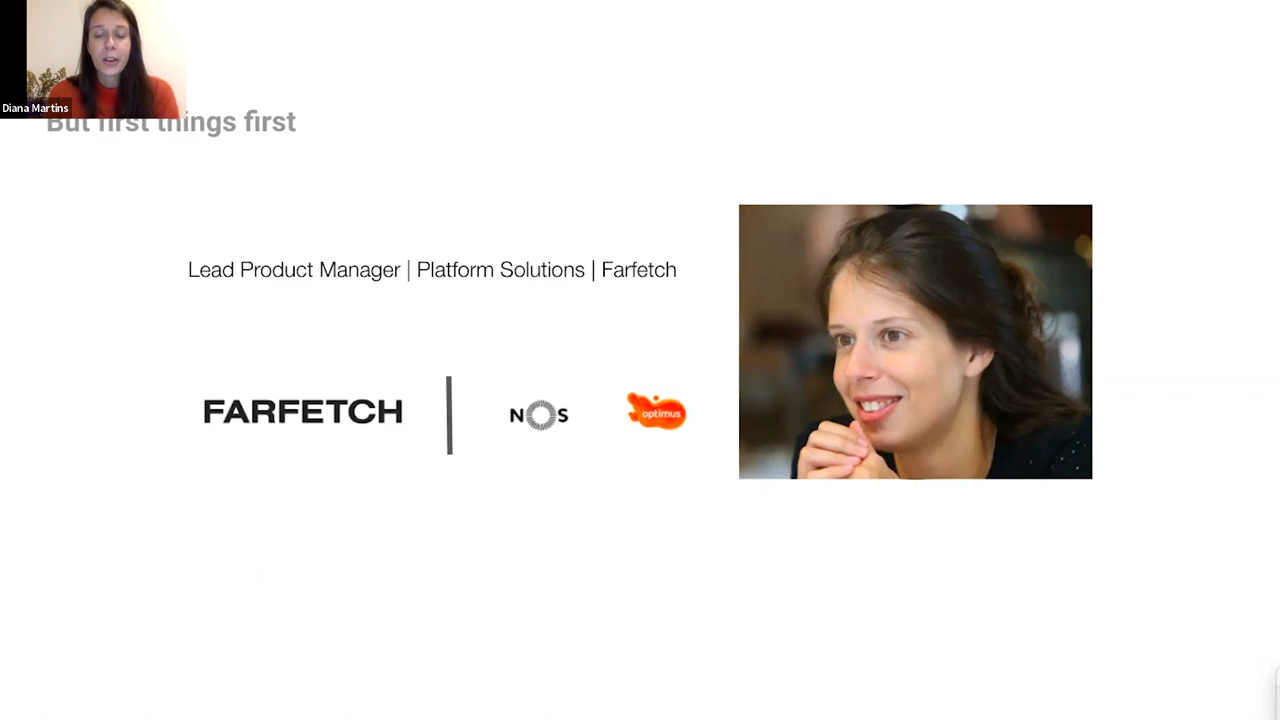 Diana Martins
But first things first
Lead Product Manager | Platform Solutions | Farfetch
FARFETCH
NOS
optimus